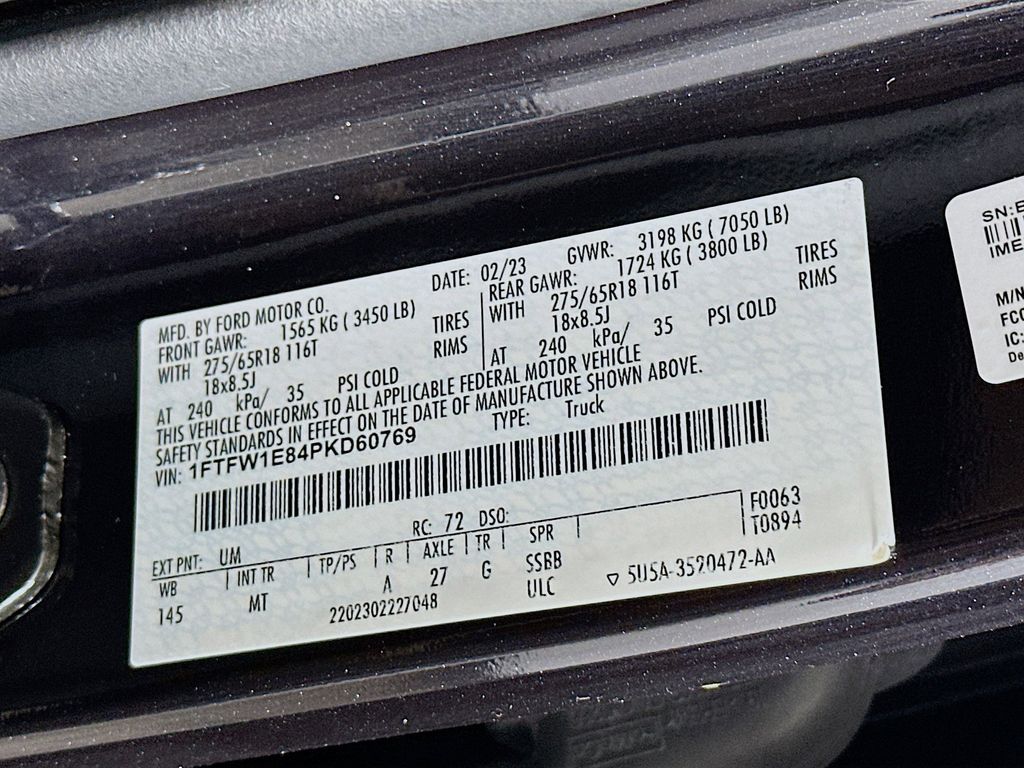 MFD. BY FORD MOTOR CO.
DATE: 02/23
GVWR: 3198 KG ( 7050 LB)
FRONT GAWR: 1565 KG ( 3450 LB)
WITH 275/65R18 116T TIRES
18x8.5J RIMS
AT 240 kPa/ 35 PSI COLD
REAR GAWR: 1724 KG ( 3800 LB)
WITH 275/65R18 116T TIRES
18x8.5J RIMS
AT 240 kPa/ 35 PSI COLD
THIS VEHICLE CONFORMS TO ALL APPLICABLE FEDERAL MOTOR VEHICLE
SAFETY STANDARDS IN EFFECT ON THE DATE OF MANUFACTURE SHOWN ABOVE.
VIN: 1FTFW1E84PKD60769 TYPE: Truck
F0063
T0894
EXT PNT: UM RC: 72 DSO:
WB INT TR TP/PS R AXLE TR SPR
145 MT A 27 G SSBB
2202302227048 ULC 5U5A-3520472-AA
SN:E
IME
M/N
FCC
IC:
De